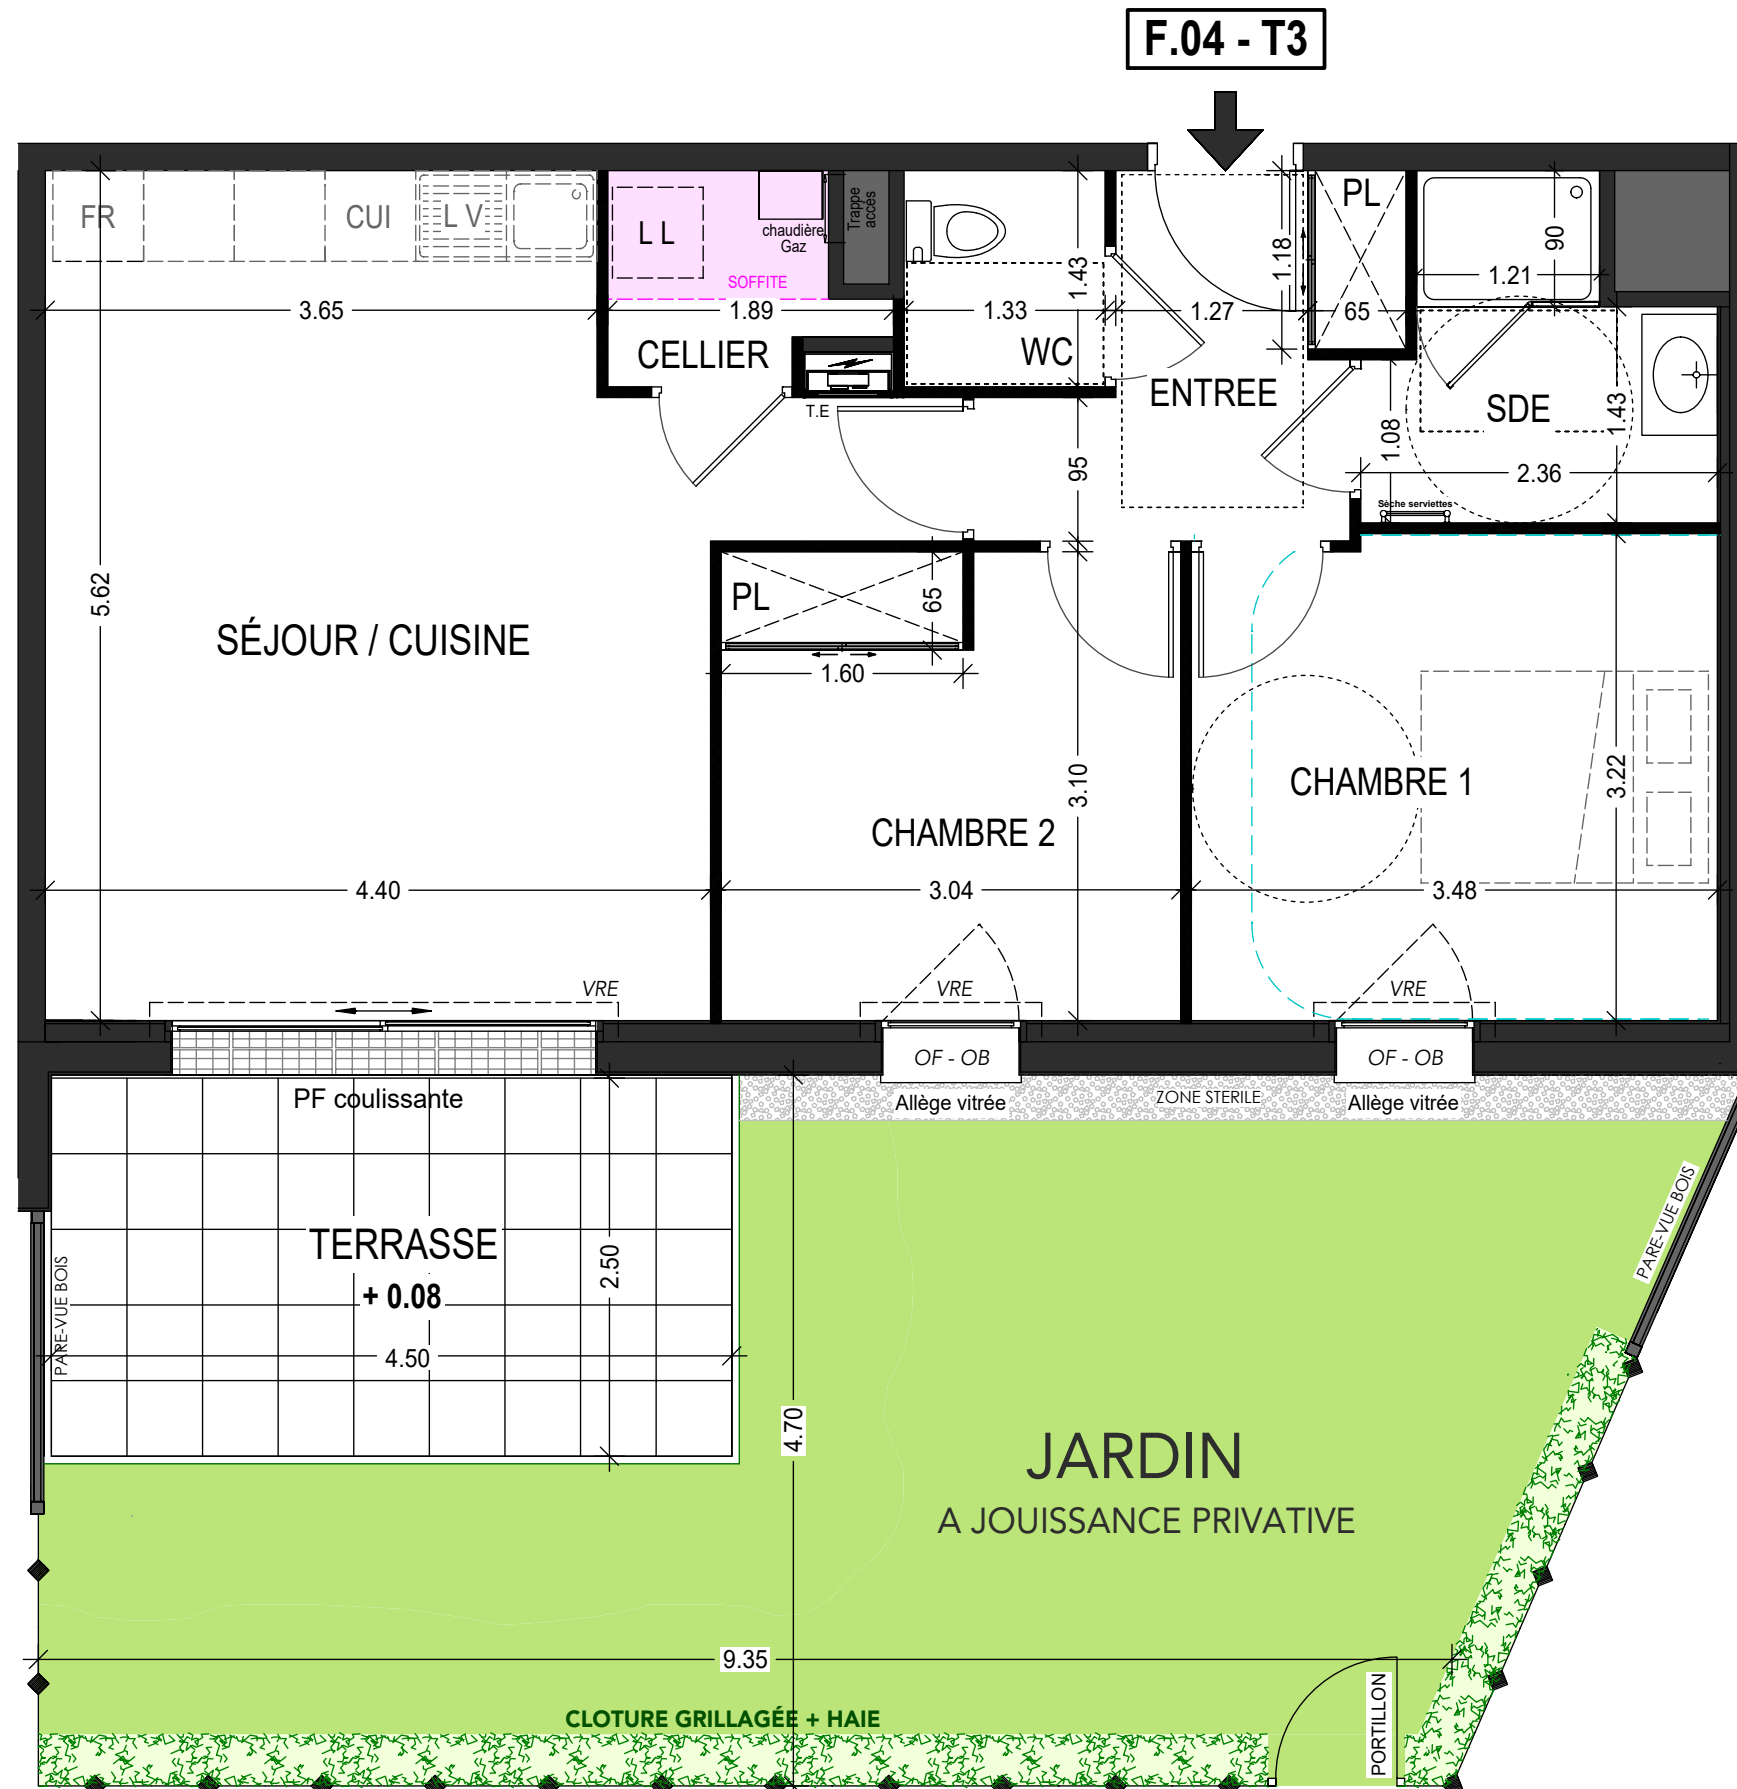 F.04 - T3
FR
CUI
L V
L L
chaudière
Gaz
Trappe
accès
SOFFITE
PL
90
1.21
1.18
1.43
3.65
1.89
1.33
1.27
65
CELLIER
WC
ENTREE
SDE
1.43
1.08
T.E
95
2.36
Sèche serviettes
5.62
PL
65
1.60
SÉJOUR / CUISINE
3.10
3.22
CHAMBRE 1
CHAMBRE 2
4.40
3.04
3.48
VRE
VRE
VRE
OF - OB
OF - OB
PF coulissante
Allège vitrée
ZONE STERILE
Allège vitrée
PARE-VUE BOIS
TERRASSE
+ 0.08
2.50
PARE-VUE BOIS
4.50
4.70
JARDIN
A JOUISSANCE PRIVATIVE
9.35
PORTILLON
CLOTURE GRILLAGÉE + HAIE